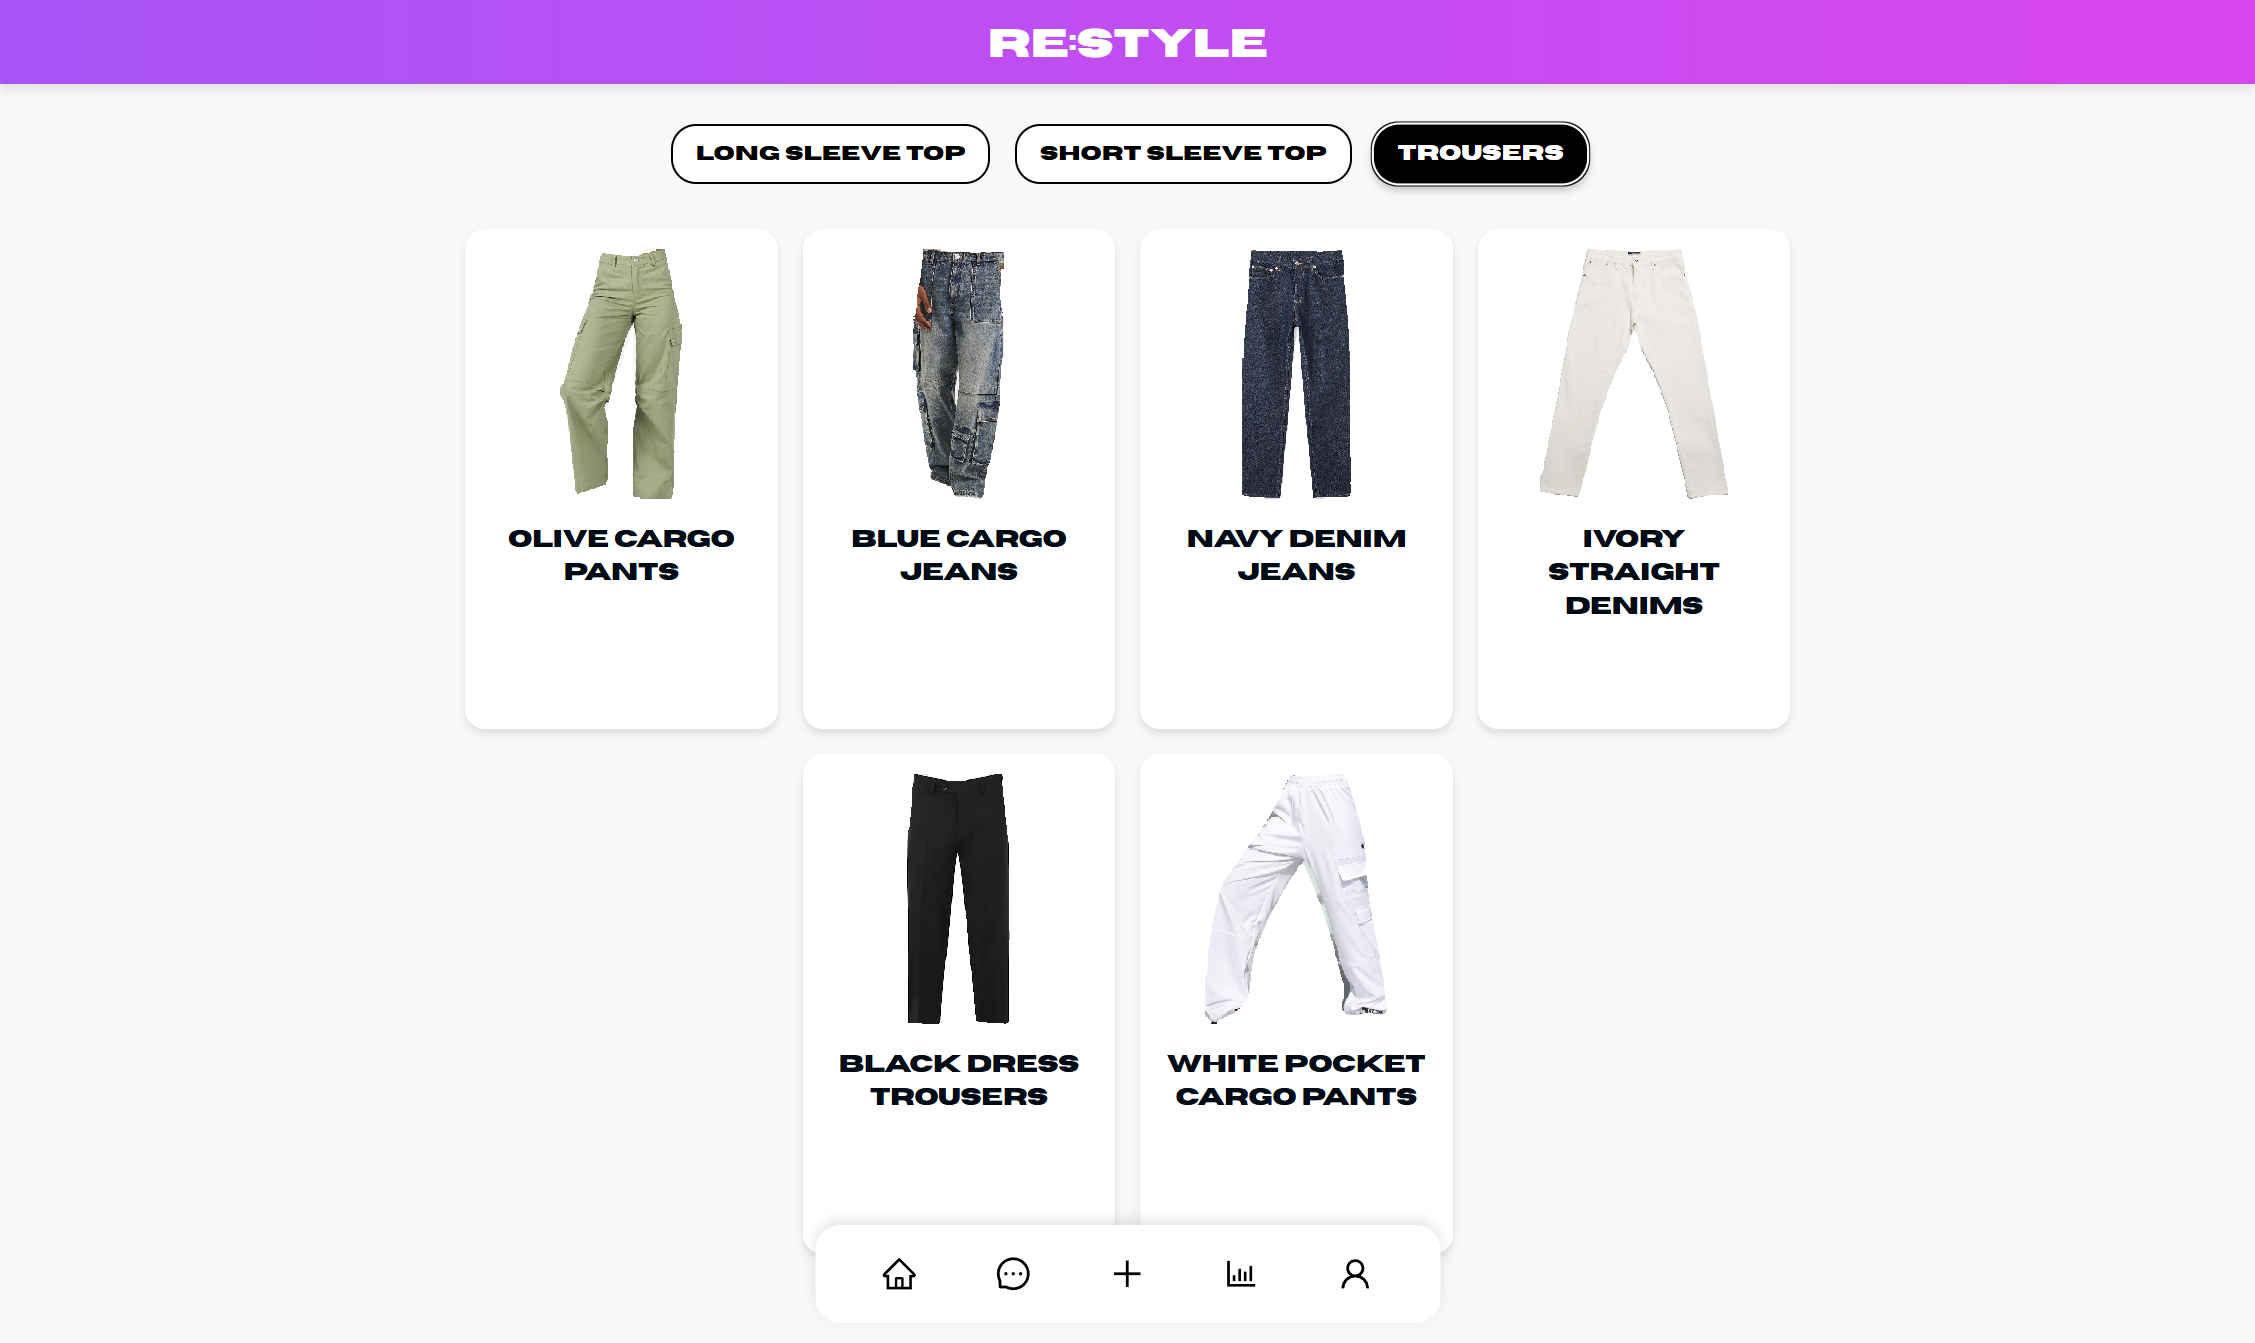 RE:STYLE
LONG SLEEVE TOP
SHORT SLEEVE TOP
TROUSERS
OLIVE CARGO
PANTS
BLUE CARGO
JEANS
NAVY DENIM
JEANS
IVORY
STRAIGHT
DENIMS
BLACK DRESS
TROUSERS
WHITE POCKET
CARGO PANTS